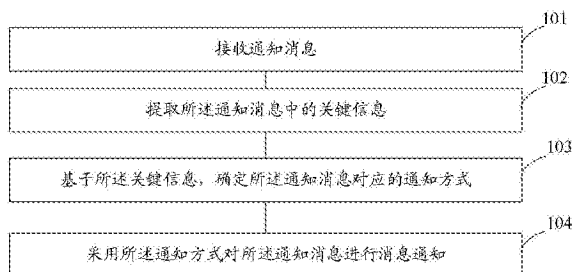 101
接收通知消息
102
提取所述通知消息中的关键信息
103
基于所述关键信息，确定所述通知消息对应的通知方式
104
采用所述通知方式对所述通知消息进行消息通知